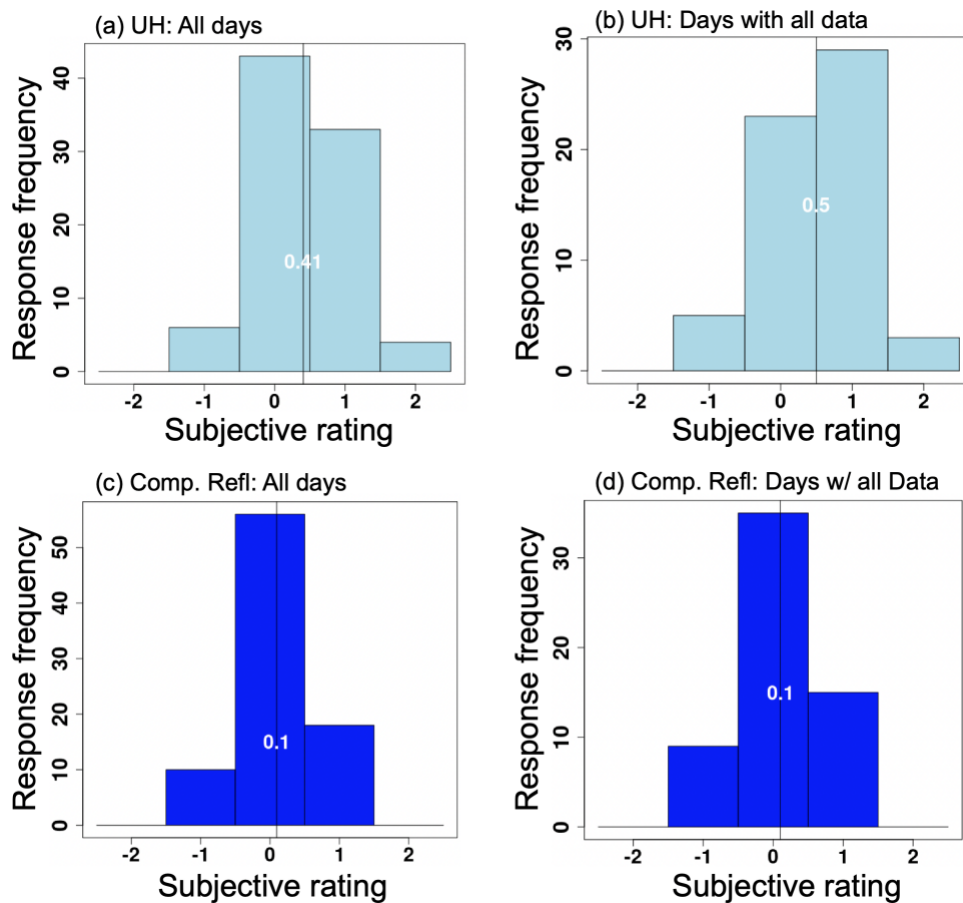 (a) UH: All days
Response frequency
0 10 20 30 40
0.41
-2 -1 0 1 2
Subjective rating
(b) UH: Days with all data
Response frequency
0 5 10 15 20 25 30
0.5
-2 -1 0 1 2
Subjective rating
(c) Comp. Refl: All days
Response frequency
0 10 20 30 40 50
0.1
-2 -1 0 1 2
Subjective rating
(d) Comp. Refl: Days w/ all Data
Response frequency
0 10 20 30
0.1
-2 -1 0 1 2
Subjective rating